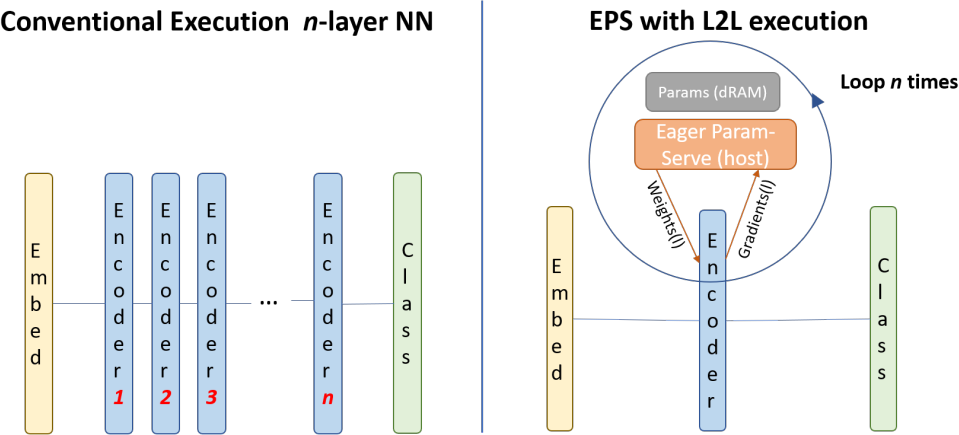 Conventional Execution n-layer NN
Embed
Encoder 1
Encoder 2
Encoder 3
...
Encoder n
Class
EPS with L2L execution
Loop n times
Params (dRAM)
Eager Param-
Serve (host)
Weights(l)
Gradients(l)
Embed
Encoder
Class